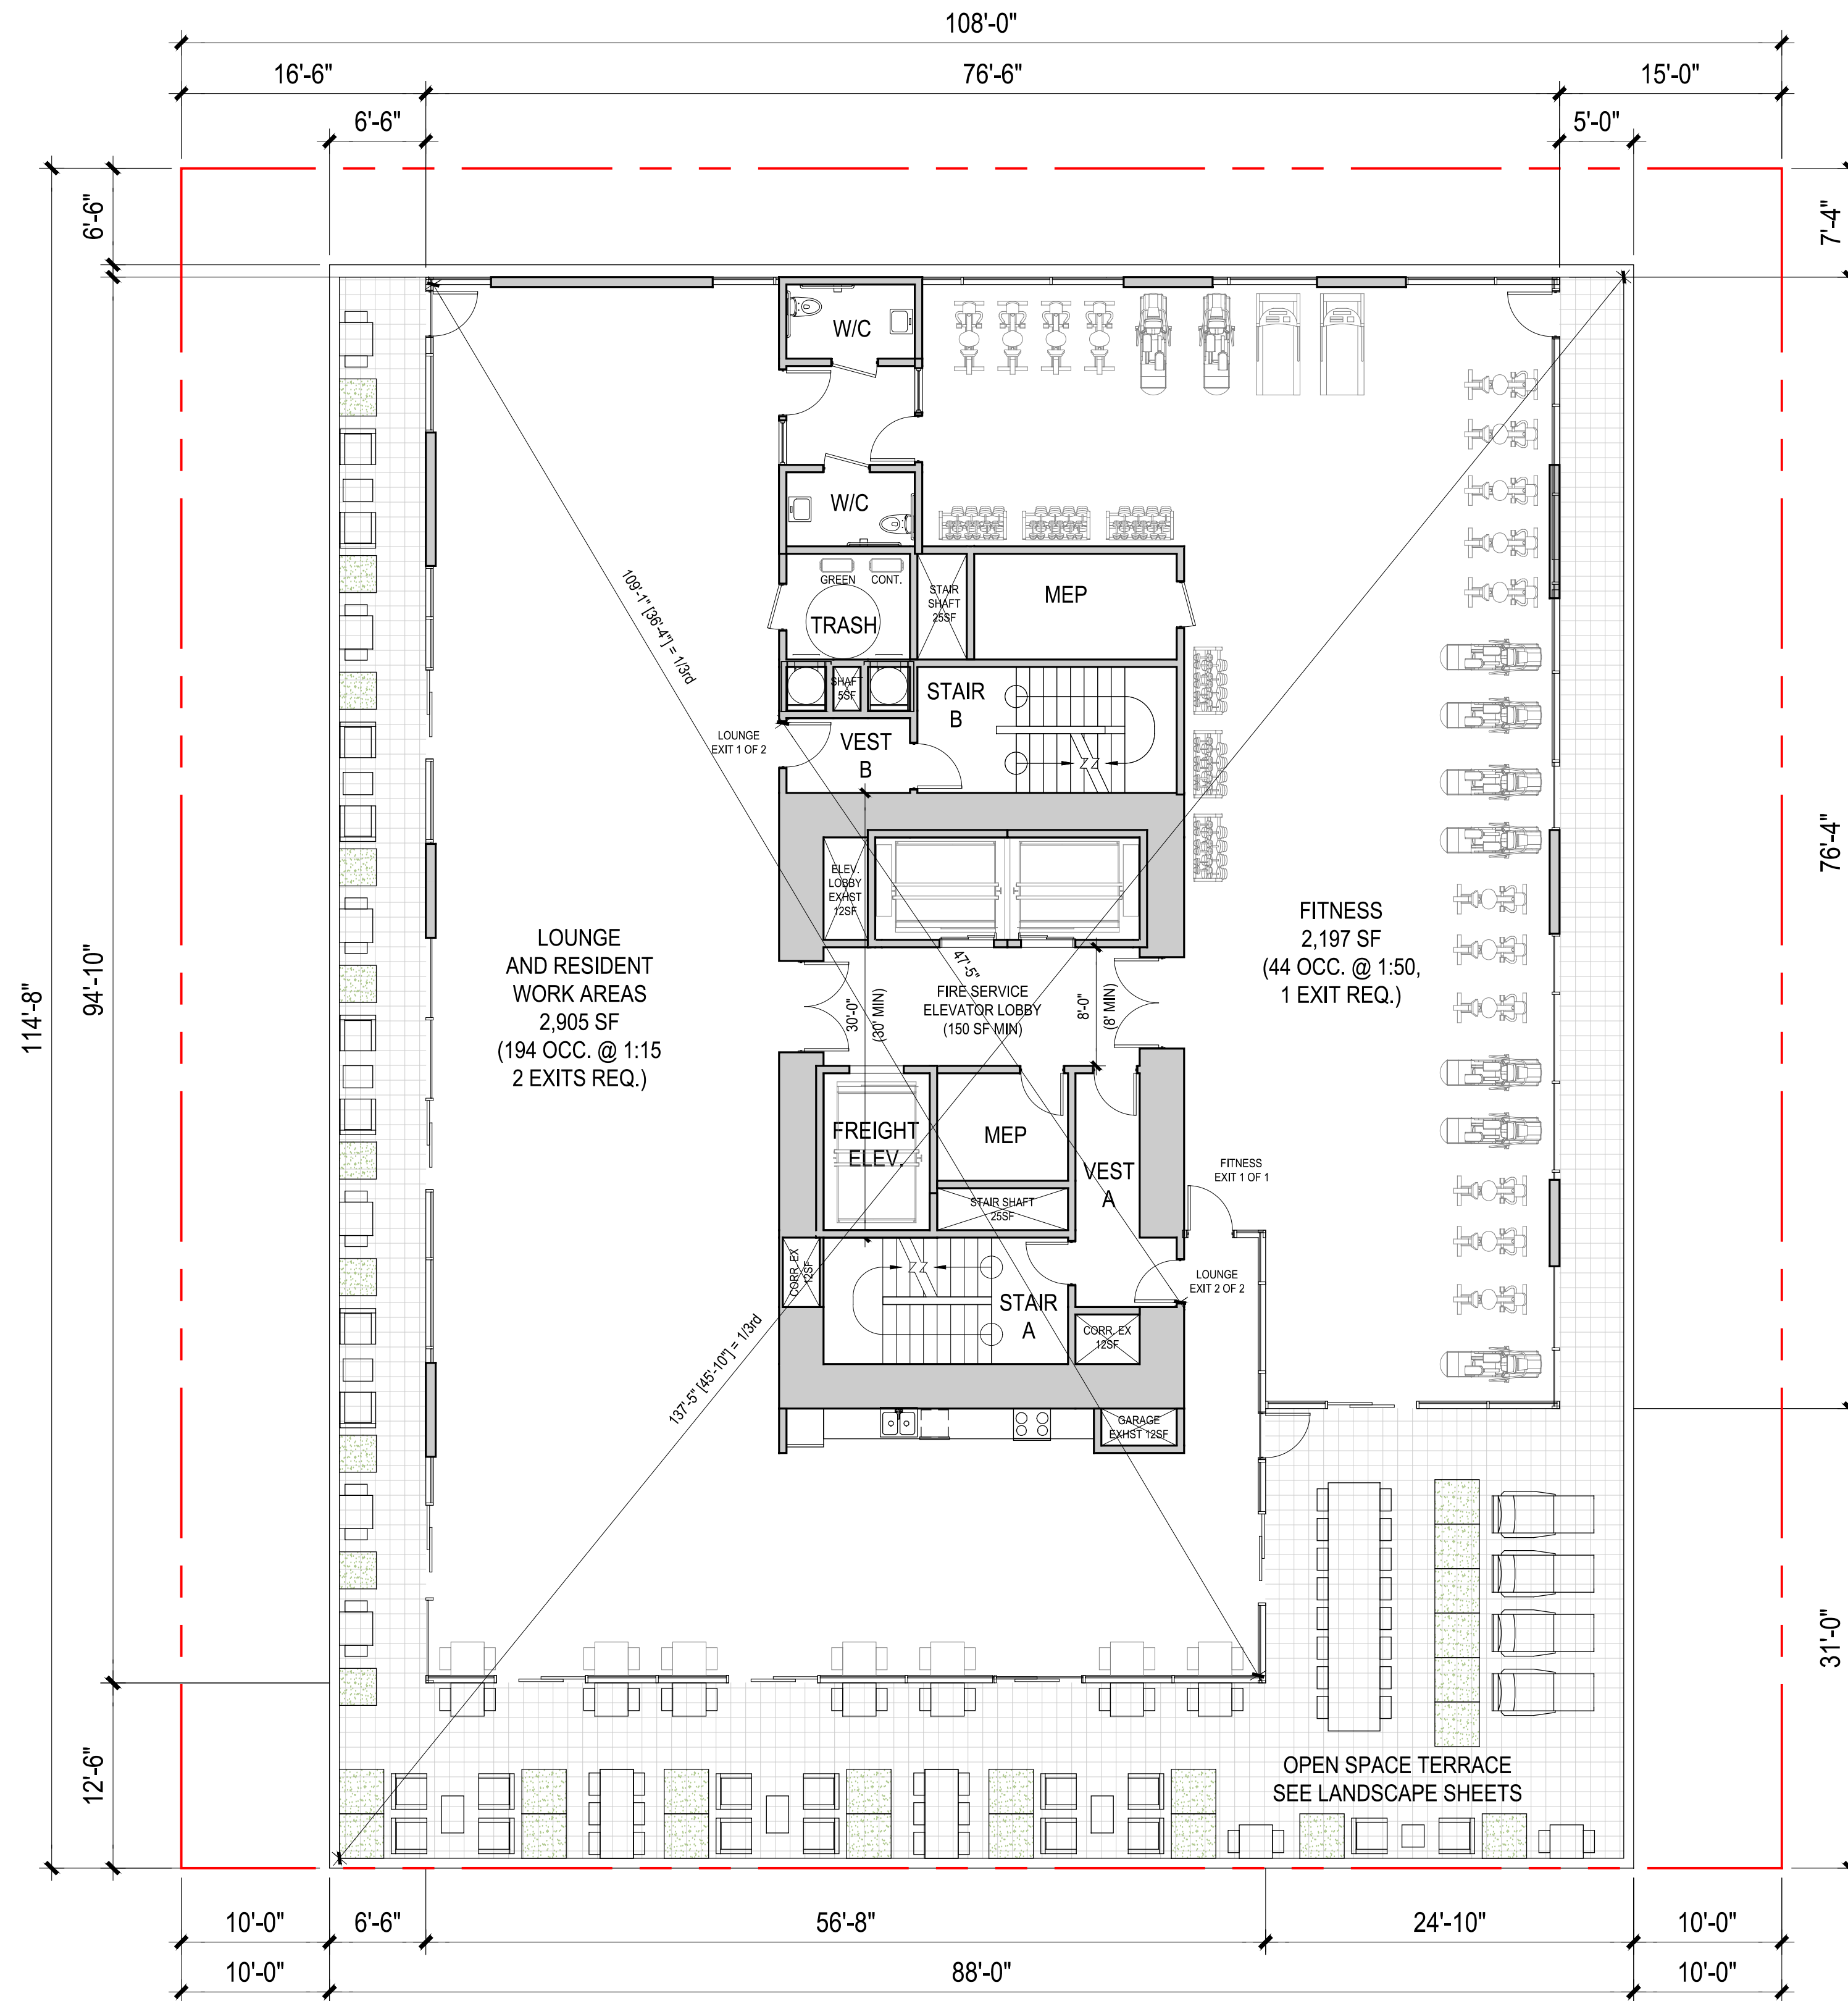 108'-0"
16'-6"
76'-6"
15'-0"
6'-6"
5'-0"
6'-6"
7'-4"
114'-8"
94'-10"
12'-6"
76'-4"
31'-0"
W/C
W/C
GREEN
CONT.
TRASH
STAIR
SHAFT
25SF
MEP
109'-1" [36'-4"] = 1/3rd
SHAFT
5SF
STAIR
B
LOUNGE
EXIT 1 OF 2
VEST
B
ELEV.
LOBBY
EXHST
12SF
LOUNGE
AND RESIDENT
WORK AREAS
2,905 SF
(194 OCC. @ 1:15
2 EXITS REQ.)
FITNESS
2,197 SF
(44 OCC. @ 1:50,
1 EXIT REQ.)
47'-5"
30'-0"
(30' MIN)
FIRE SERVICE
ELEVATOR LOBBY
(150 SF MIN)
8'-0"
(8' MIN)
FREIGHT
ELEV.
MEP
VEST
A
FITNESS
EXIT 1 OF 1
STAIR SHAFT
25SF
CORR. EX
12SF
LOUNGE
EXIT 2 OF 2
STAIR
A
CORR. EX
12SF
137'-5" [45'-10"] = 1/3rd
GARAGE
EXHST 12SF
OPEN SPACE TERRACE
SEE LANDSCAPE SHEETS
10'-0"
6'-6"
56'-8"
24'-10"
10'-0"
10'-0"
88'-0"
10'-0"